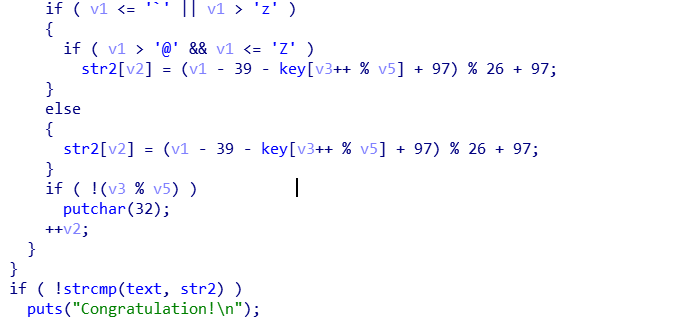 if ( v1 <= '`' || v1 > 'z' )
{
if ( v1 > '@' && v1 <= 'Z' )
str2[v2] = (v1 - 39 - key[v3++ % v5] + 97) % 26 + 97;
}
else
{
str2[v2] = (v1 - 39 - key[v3++ % v5] + 97) % 26 + 97;
}
if ( !(v3 % v5) )
putchar(32);
++v2;
}
}
if ( !strcmp(text, str2) )
puts("Congratulation!\n");